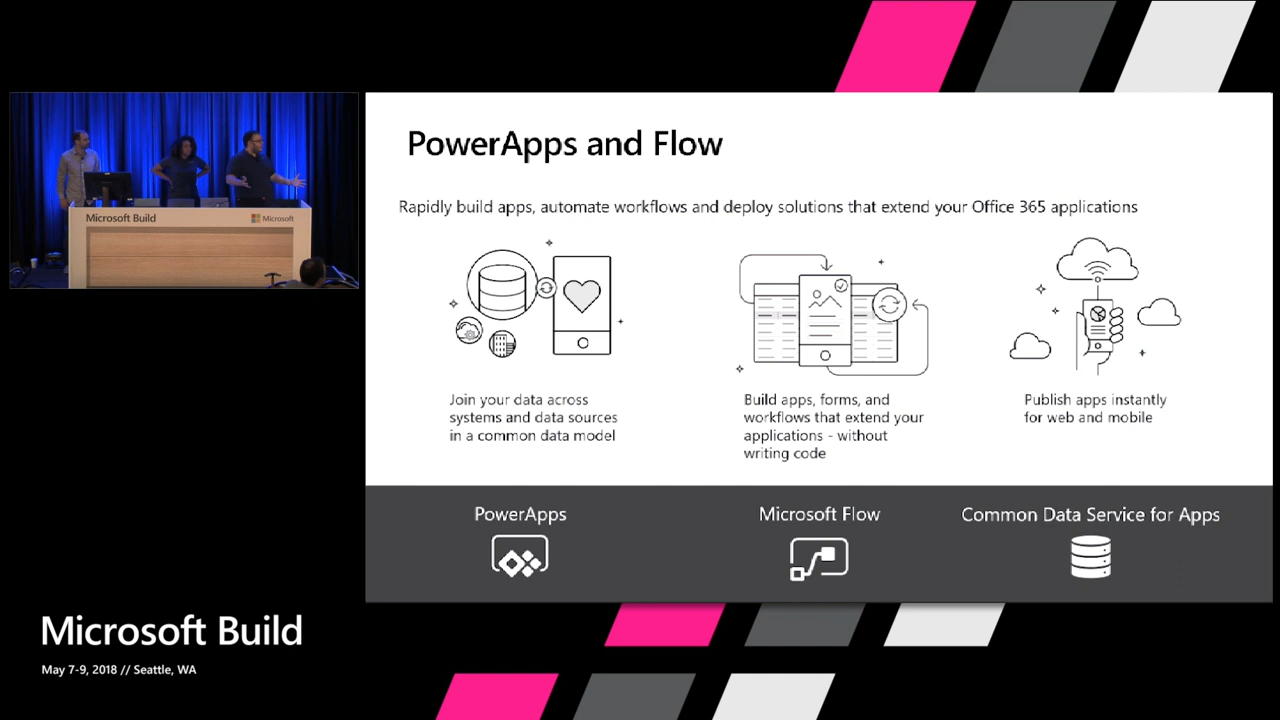 Microsoft Build
Microsoft
PowerApps and Flow
Rapidly build apps, automate workflows and deploy solutions that extend your Office 365 applications
Join your data across
systems and data sources
in a common data model
Build apps, forms, and
workflows that extend your
applications - without
writing code
Publish apps instantly
for web and mobile
PowerApps
Microsoft Flow
Common Data Service for Apps
Microsoft Build
May 7-9, 2018 // Seattle, WA